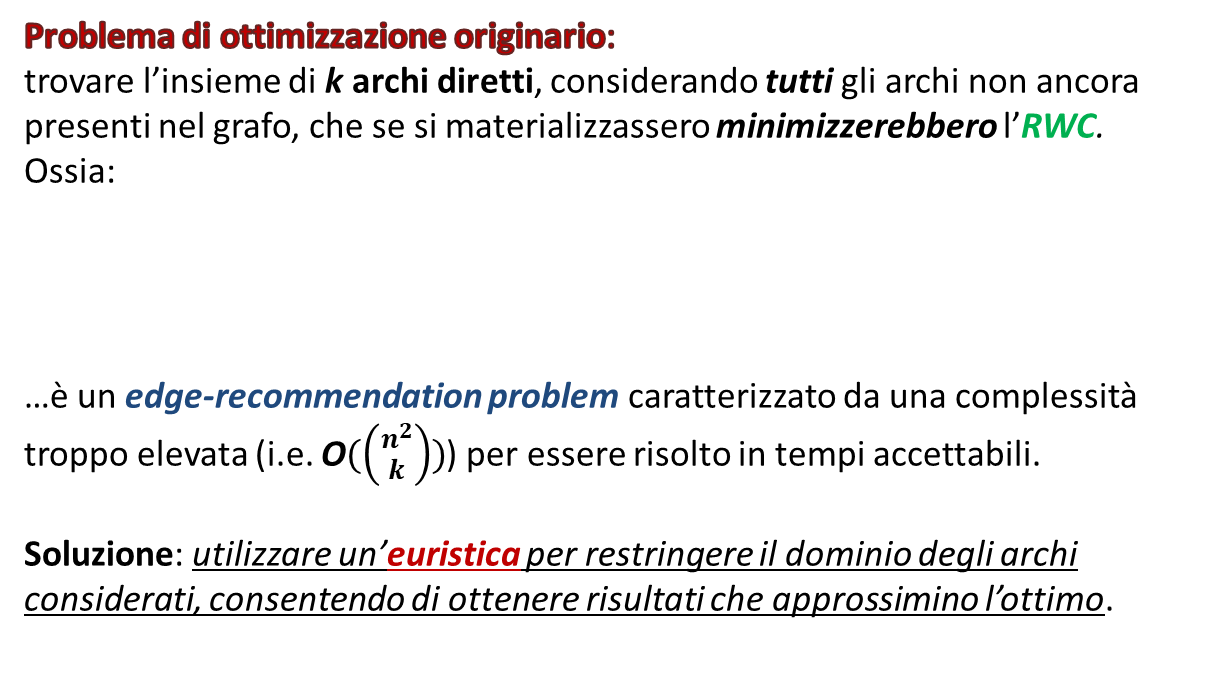 Problema di ottimizzazione originario:
trovare l’insieme di k archi diretti, considerando tutti gli archi non ancora
presenti nel grafo, che se si materializzassero minimizzerebbero l’RWC.
Ossia:
…è un edge-recommendation problem caratterizzato da una complessità
troppo elevata (i.e. O((n² k))) per essere risolto in tempi accettabili.
Soluzione: utilizzare un’euristica per restringere il dominio degli archi
considerati, consentendo di ottenere risultati che approssimino l’ottimo.